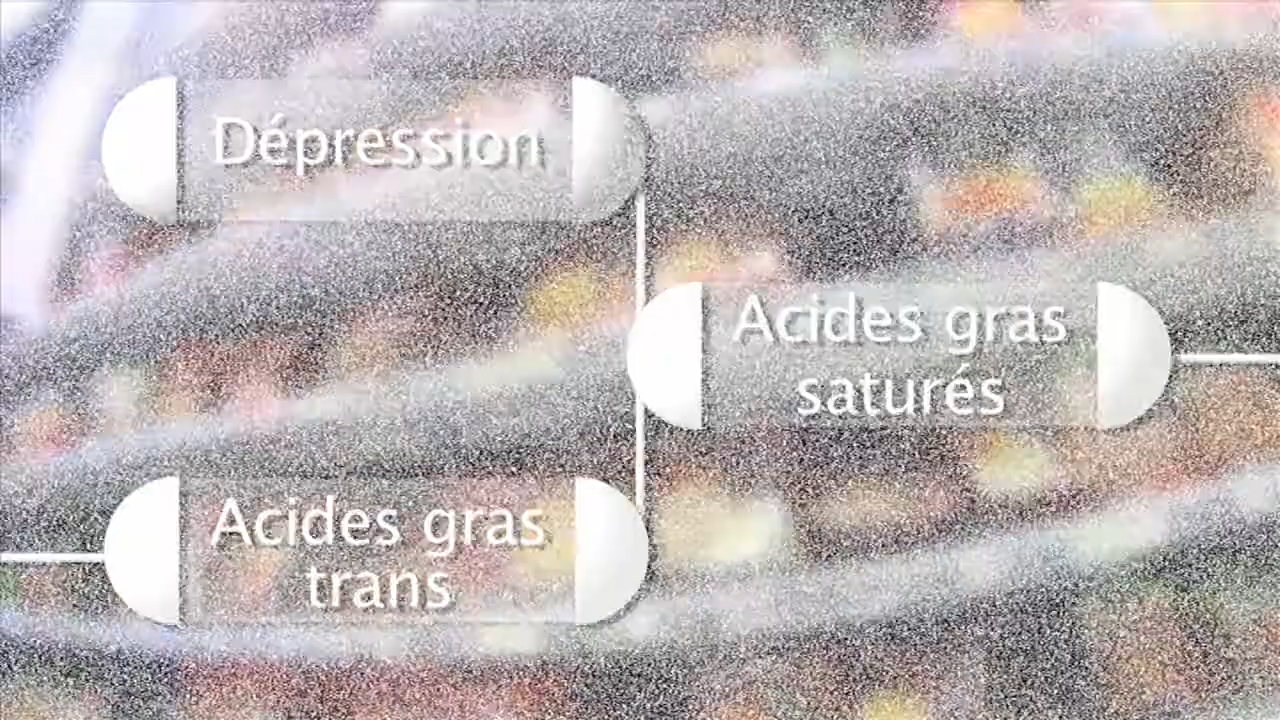 Dépression
Acides gras
saturés
Acides gras
trans